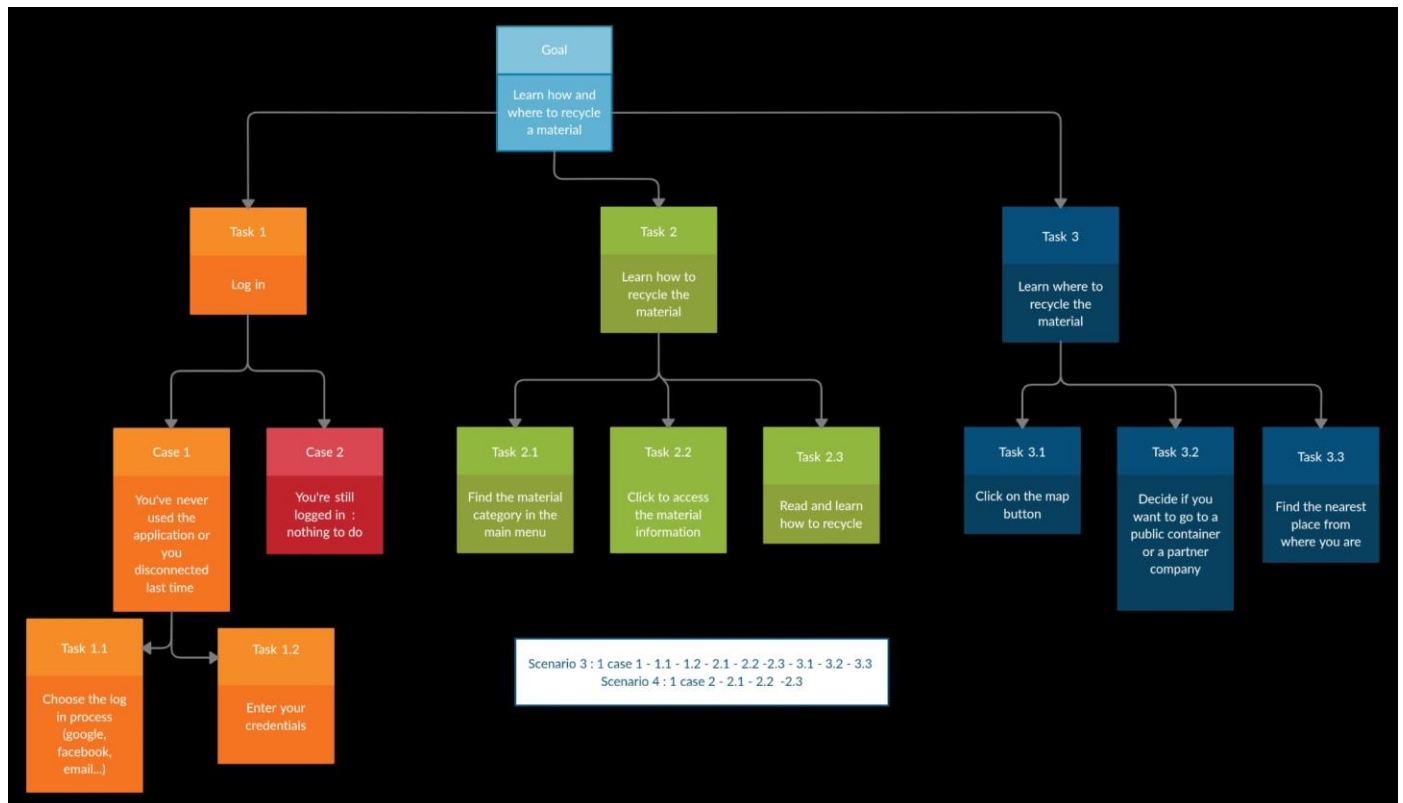 Goal
Learn how and
where to recycle
a material
Task 1
Log in
Task 2
Learn how to
recycle the
material
Task 3
Learn where to
recycle the
material
Case 1
You've never
used the
application or
you
disconnected
last time
Case 2
You're still
logged in :
nothing to do
Task 2.1
Find the material
category in the
main menu
Task 2.2
Click to access
the material
information
Task 2.3
Read and learn
how to recycle
Task 3.1
Click on the map
button
Task 3.2
Decide if you
want to go to a
public container
or a partner
company
Task 3.3
Find the nearest
place from
where you are
Task 1.1
Choose the log
in process
(google,
facebook,
email...)
Task 1.2
Enter your
credentials
Scenario 3 : 1 case 1 - 1.1 - 1.2 - 2.1 - 2.2 -2.3 - 3.1 - 3.2 - 3.3
Scenario 4 : 1 case 2 - 2.1 - 2.2 -2.3